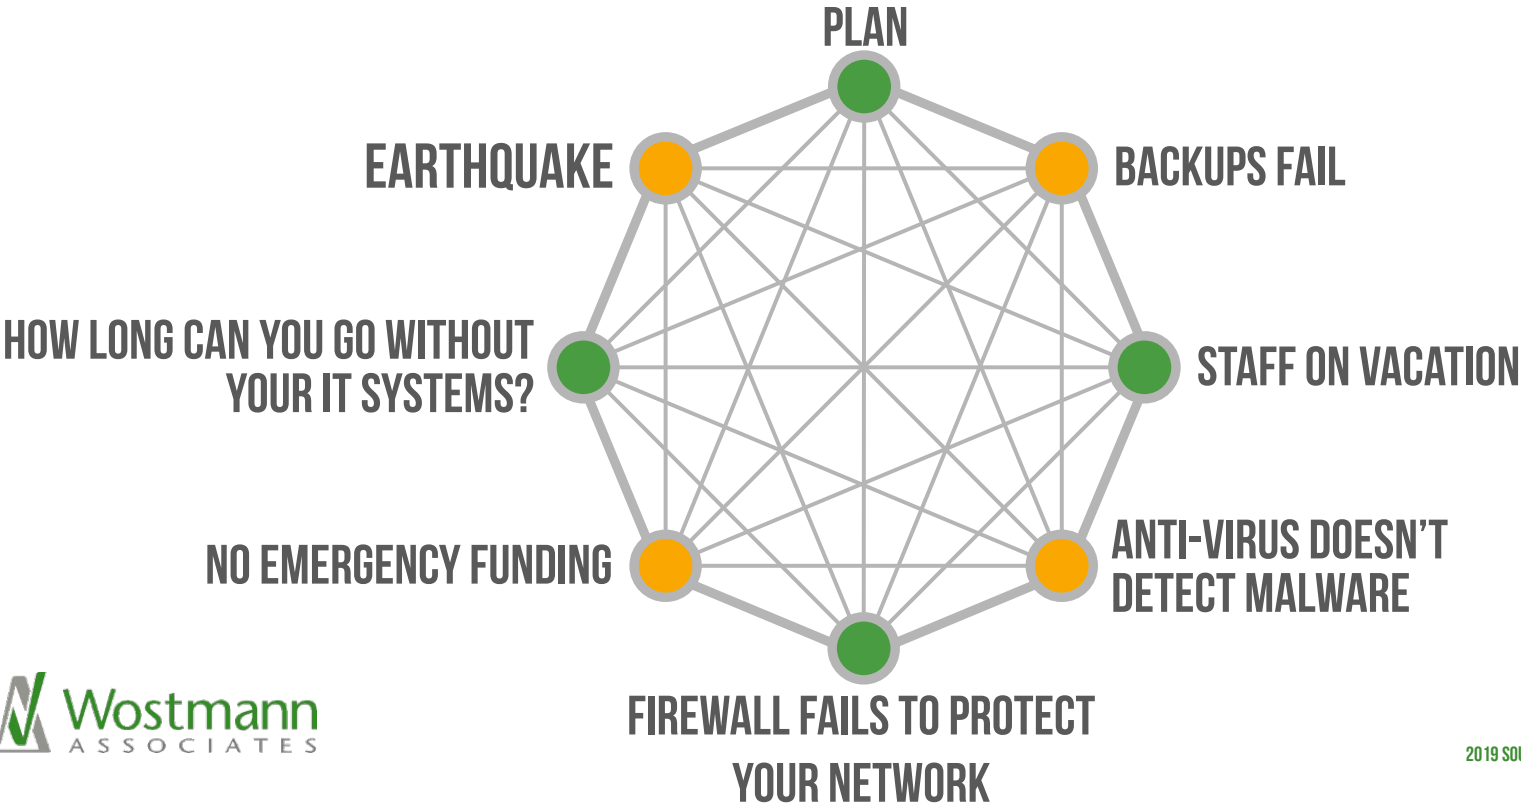 PLAN
EARTHQUAKE
BACKUPS FAIL
HOW LONG CAN YOU GO WITHOUT
YOUR IT SYSTEMS?
STAFF ON VACATION
NO EMERGENCY FUNDING
ANTI-VIRUS DOESN'T
DETECT MALWARE
FIREWALL FAILS TO PROTECT
YOUR NETWORK
Wostmann
ASSOCIATES
2019